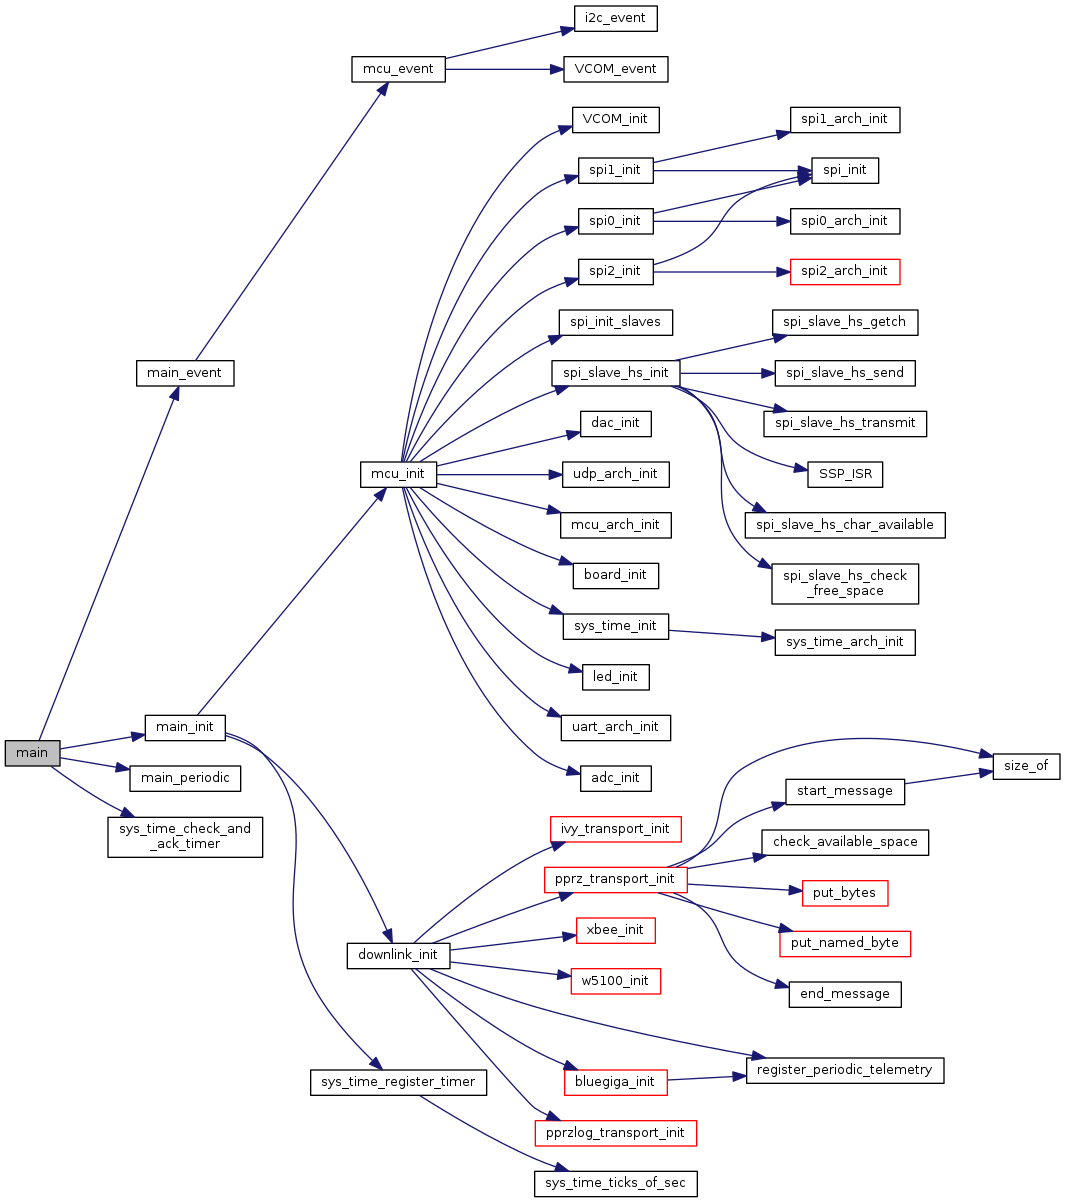 i2c_event
mcu_event
VCOM_event
VCOM_init
spi1_arch_init
spi1_init
spi_init
spi0_init
spi0_arch_init
spi2_init
spi2_arch_init
spi_init_slaves
spi_slave_hs_getch
main_event
spi_slave_hs_init
spi_slave_hs_send
dac_init
spi_slave_hs_transmit
mcu_init
udp_arch_init
SSP_ISR
mcu_arch_init
spi_slave_hs_char_available
board_init
spi_slave_hs_check
_free_space
sys_time_init
sys_time_arch_init
led_init
main_init
uart_arch_init
main
main_periodic
adc_init
size_of
start_message
sys_time_check_and
_ack_timer
ivy_transport_init
check_available_space
pprz_transport_init
put_bytes
xbee_init
put_named_byte
downlink_init
w5100_init
end_message
sys_time_register_timer
bluegiga_init
register_periodic_telemetry
pprzlog_transport_init
sys_time_ticks_of_sec